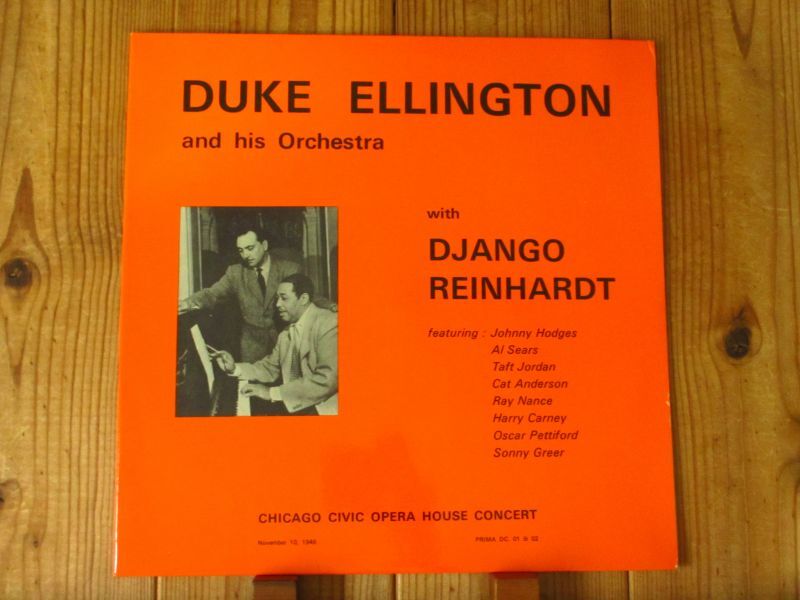 DUKE ELLINGTON
and his Orchestra
with
DJANGO
REINHARDT
featuring : Johnny Hodges
Al Sears
Taft Jordan
Cat Anderson
Ray Nance
Harry Carney
Oscar Pettiford
Sonny Greer
CHICAGO CIVIC OPERA HOUSE CONCERT
November 10, 1946
PRIMA DC. 01 & 02